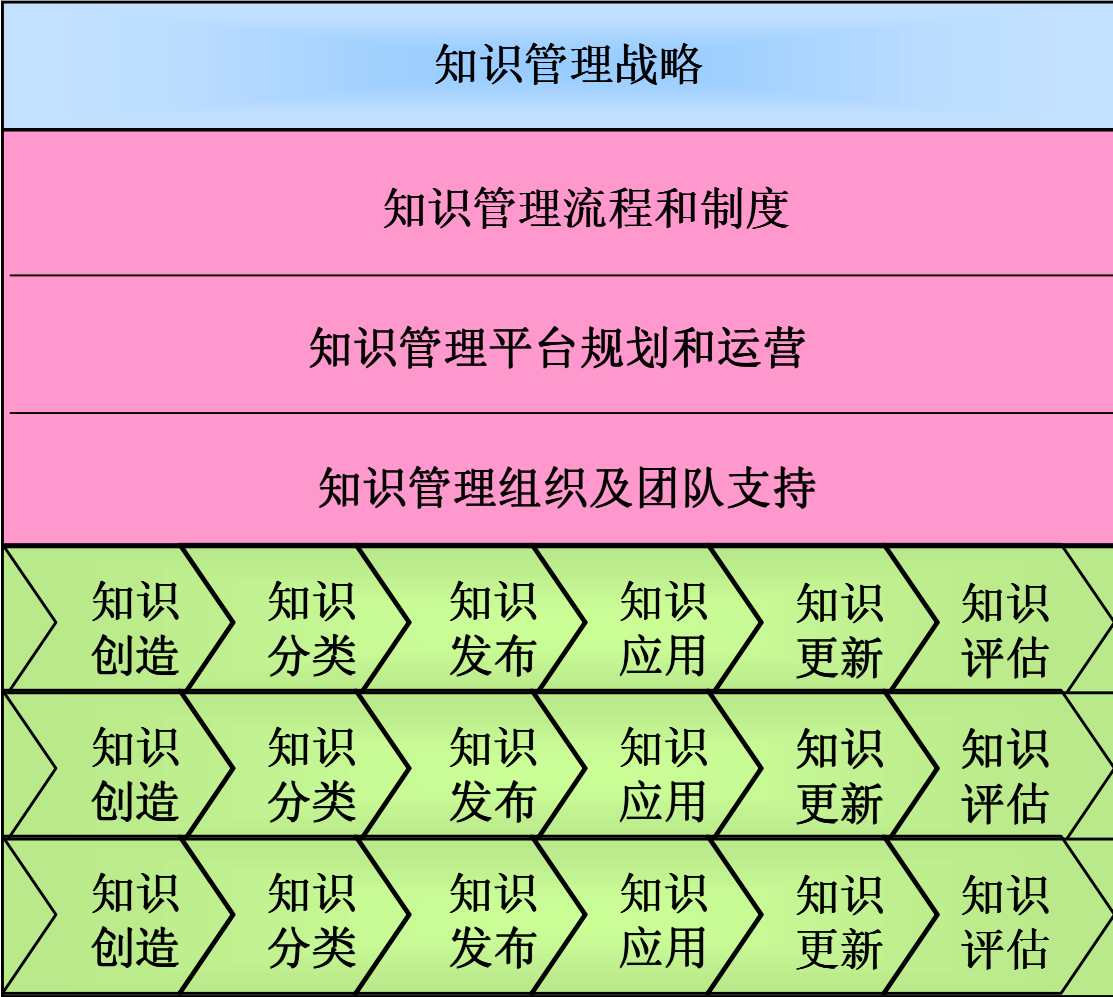 知识管理战略
知识管理流程和制度
知识管理平台规划和运营
知识管理组织及团队支持
知识 知识 知识 知识 知识 知识
创造 分类 发布 应用 更新 评估
知识 知识 知识 知识 知识 知识
创造 分类 发布 应用 更新 评估
知识 知识 知识 知识 知识 知识
创造 分类 发布 应用 更新 评估